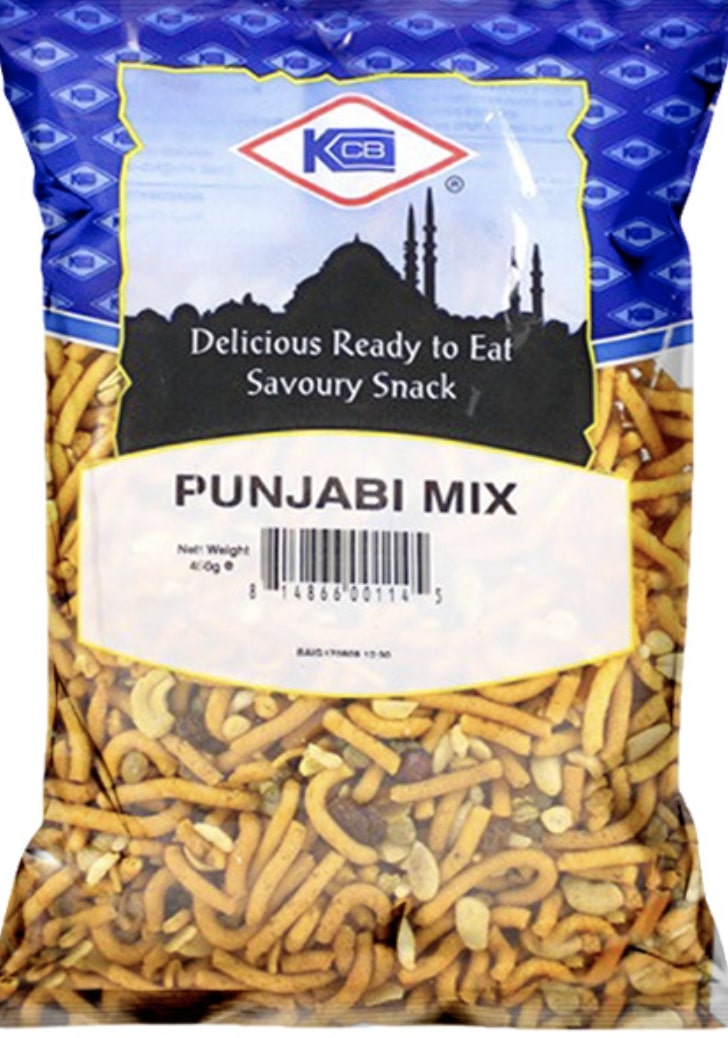 KCB
®
Delicious Ready to Eat
Savoury Snack
PUNJABI MIX
Nett Weight
℮
8 14866 00114 5